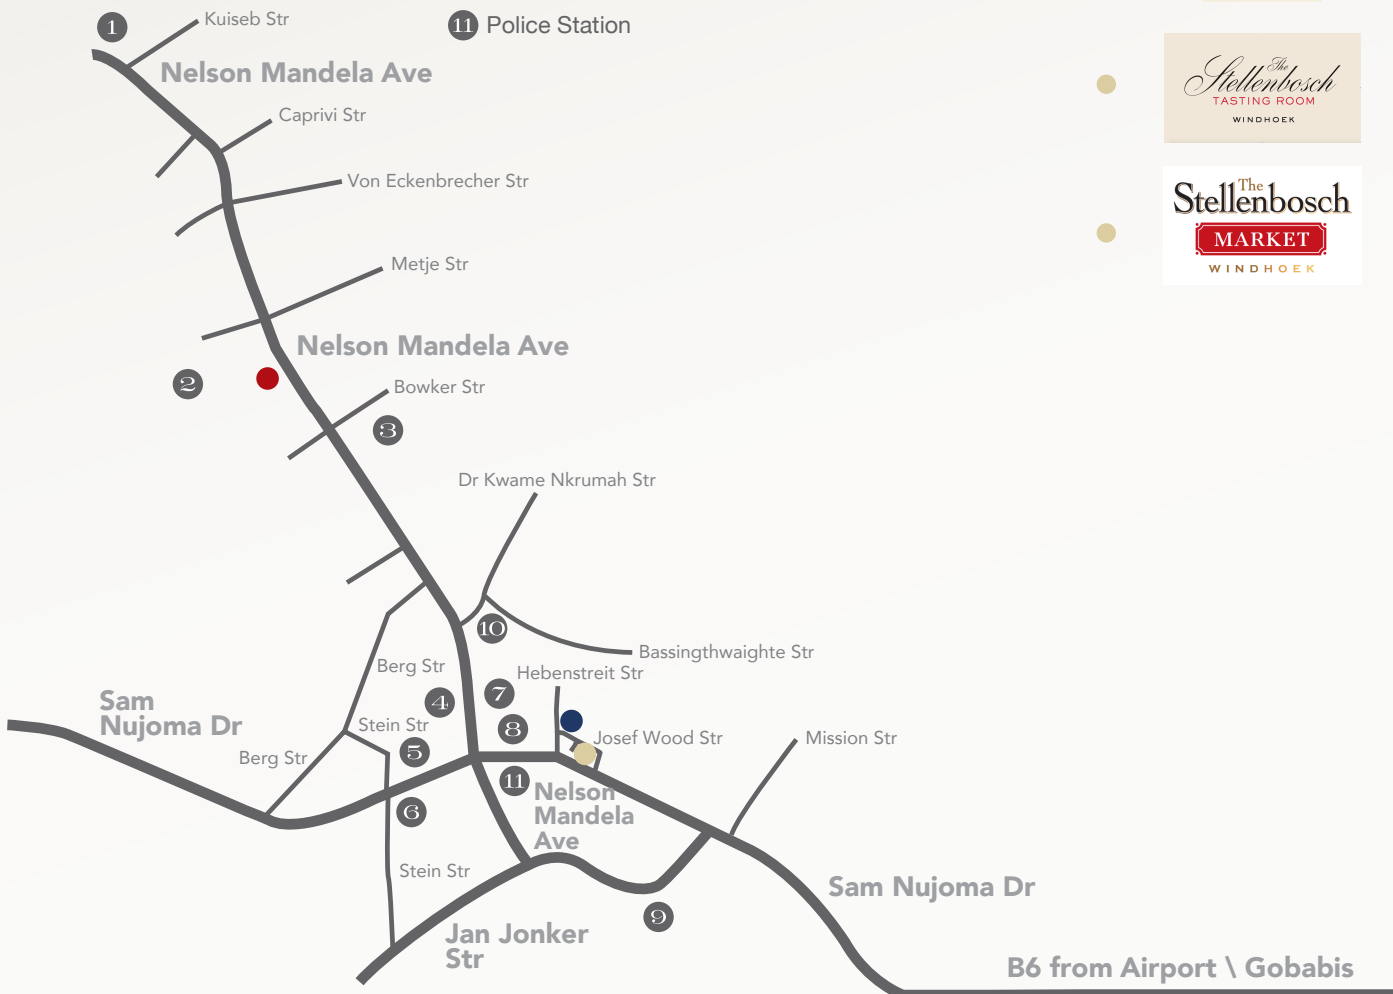 1
Kuiseb Str
11 Police Station
Nelson Mandela Ave
The
Stellenbosch
TASTING ROOM
WINDHOEK
Caprivi Str
Von Eckenbrecher Str
The
Stellenbosch
MARKET
WINDHOEK
Metje Str
Nelson Mandela Ave
2
Bowker Str
3
Dr Kwame Nkrumah Str
10
Bassingthwaighte Str
Berg Str
Hebenstreit Str
4
7
Sam
Nujoma Dr
Stein Str
8
Josef Wood Str
Mission Str
Berg Str
5
11
Nelson
Mandela
Ave
6
Stein Str
Sam Nujoma Dr
9
Jan Jonker
Str
B6 from Airport \ Gobabis